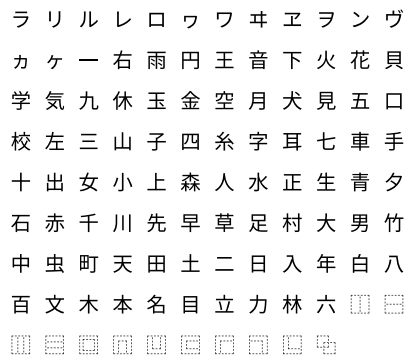 ラ リ ル レ ロ ヮ ワ ヰ ヱ ヲ ン ヴ
ヵ ヶ 一 右 雨 円 王 音 下 火 花 貝
学 気 九 休 玉 金 空 月 犬 見 五 口
校 左 三 山 子 四 糸 字 耳 七 車 手
十 出 女 小 上 森 人 水 正 生 青 夕
石 赤 千 川 先 早 草 足 村 大 男 竹
中 虫 町 天 田 土 二 日 入 年 白 八
百 文 木 本 名 目 立 力 林 六 ⿰ ⿱
⿲ ⿳ ⿴ ⿵ ⿶ ⿷ ⿸ ⿹ ⿺ ⿻